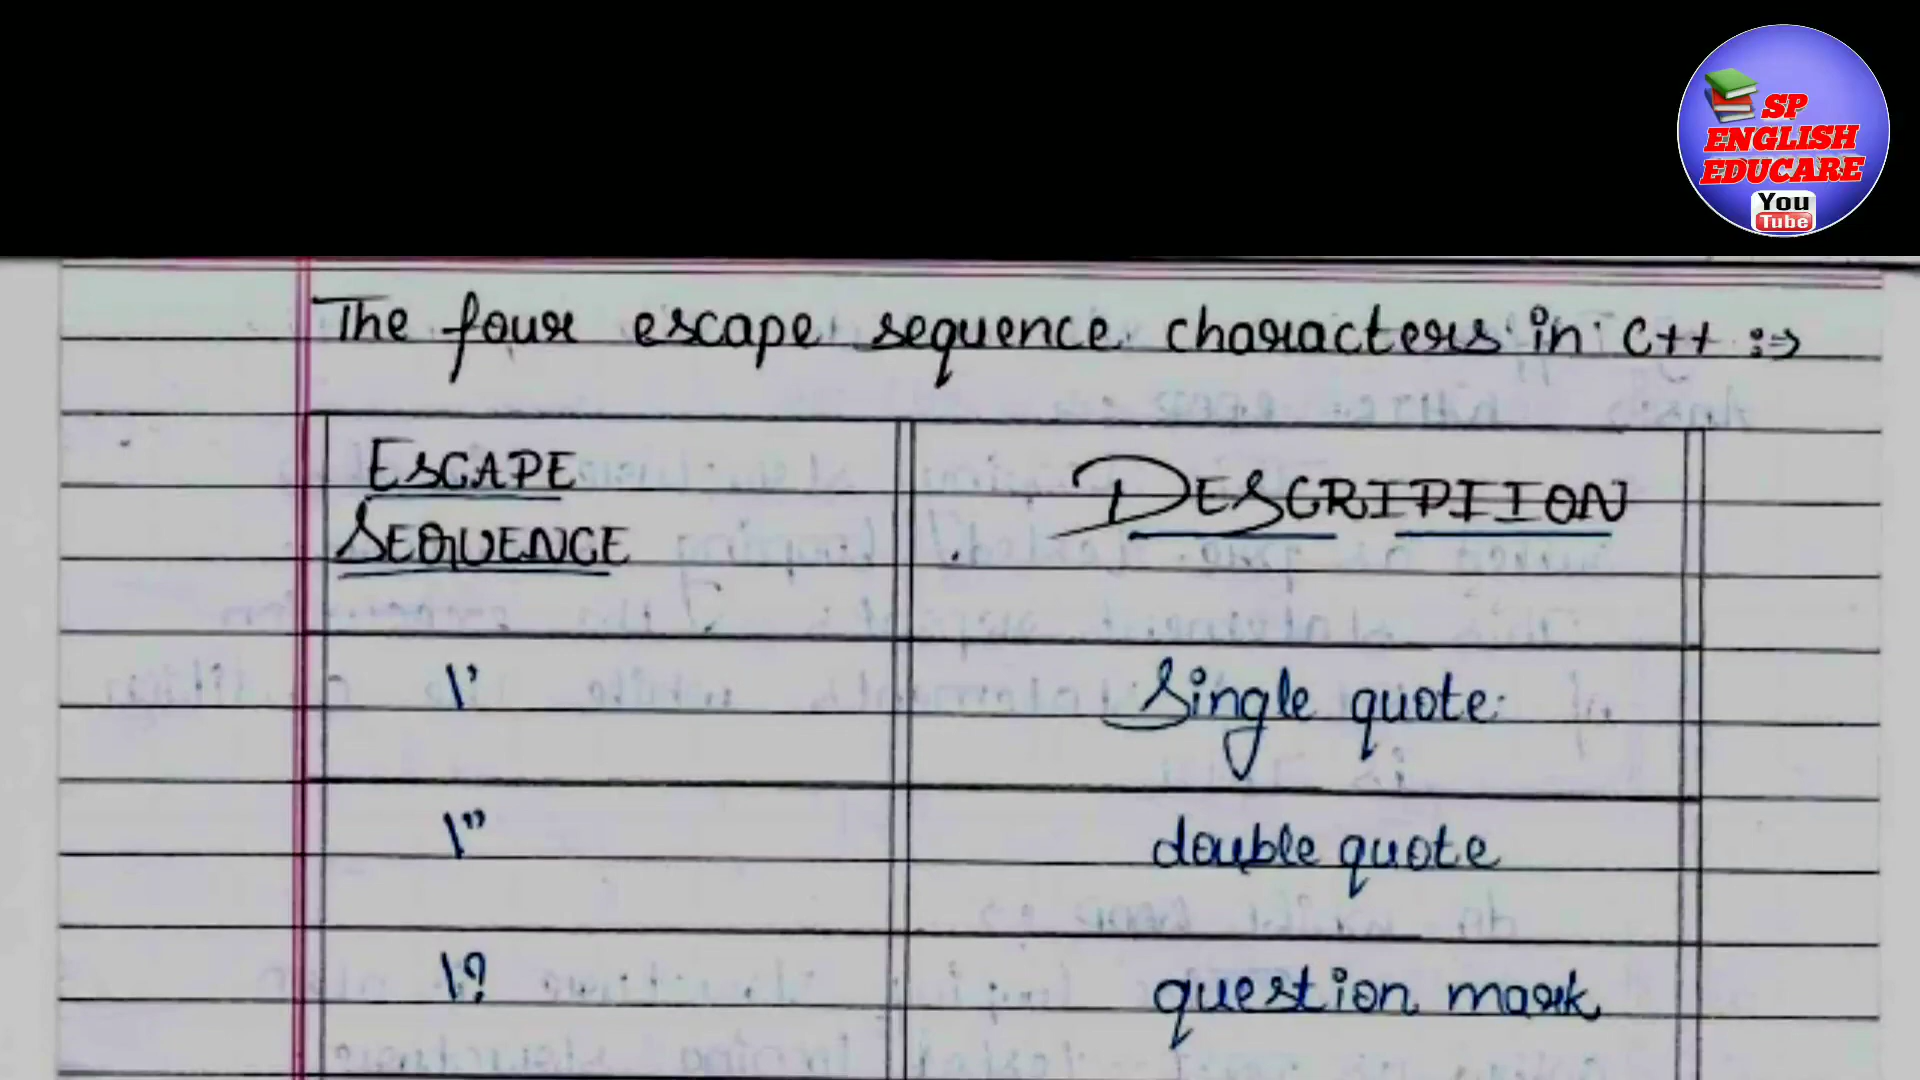 SP
ENGLISH
EDUCARE
You
Tube
The four escape sequence characters in C++ :→
ESCAPE
SEQUENCE
DESCRIPTION
\' Single quote.
\" double quote
\? question mark